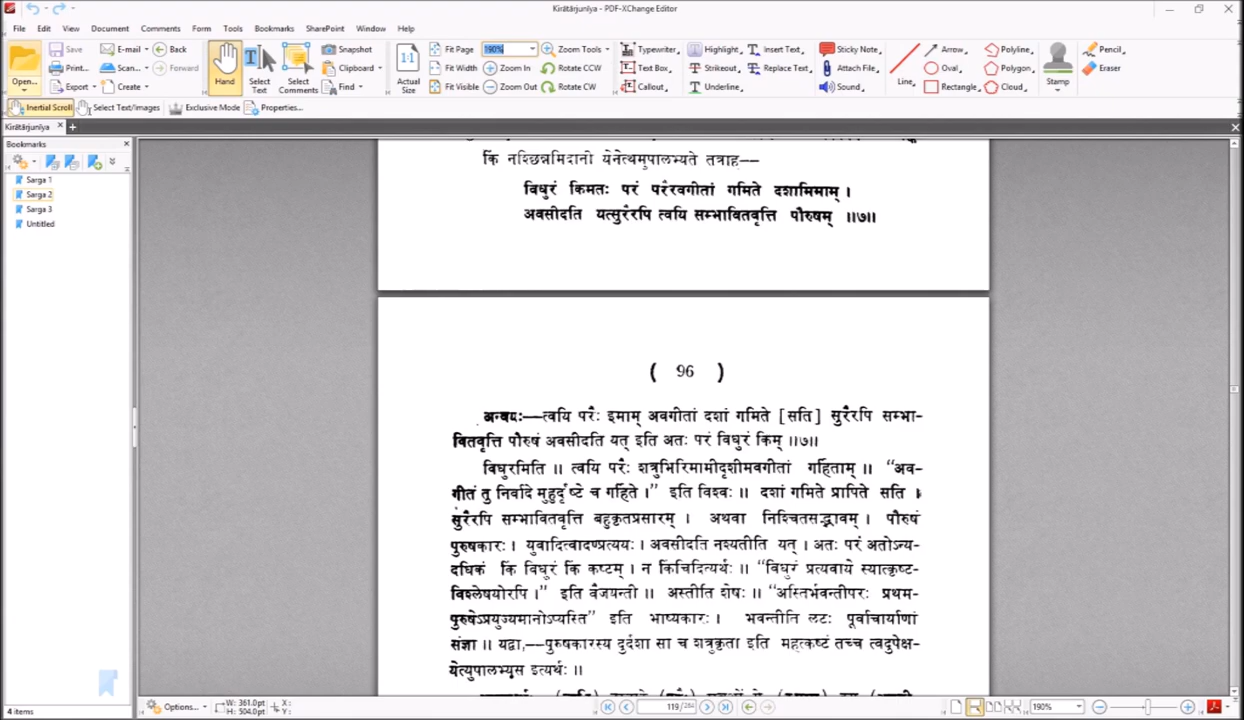 Kirātārjunīya - PDF-XChange Editor
File Edit View Document Comments Forms Tools Bookmarks SharePoint Window Help
Open... Save Print... Export E-mail Scan... Create Back Forward Hand Select Text Select Comments Snapshot Clipboard Find Actual Size Fit Page Fit Width Fit Visible 190% Zoom In Zoom Out Zoom Tools Rotate CCW Rotate CW Typewriter, Text Box, Callout, Highlight, Strikeout, Underline, Insert Text, Replace Text, Sticky Note, Attach File, Sound, Line, Arrow, Oval, Rectangle, Polyline, Polygon, Cloud, Stamp Pencil, Eraser
Inertial Scroll Select Text/Images Exclusive Mode Properties...
Kirātārjunīya
Bookmarks
Sarga 1
Sarga 2
Sarga 3
Untitled
किं नश्छिन्नमिदानी येनेत्थमुपालभ्यते तत्राह—
विधुरं किमतः परं परैरवगीतां गमिते दशामिमाम् ।
अवसीदति यत्सुरैरपि त्वयि सम्भावितवृत्ति पौरुषम् ॥७॥
( 96 )
अन्वयः—त्वयि परैः इमाम् अवगीतां दशां गमिते [सति] सुरैरपि सम्भा-
वितवृत्ति पौरुषं अवसीदति यत् इति अतः परं विधुरं किम् ॥७॥
विधुरमिति ॥ त्वयि परैः शत्रुभिरिमामीदृशीमवगीतां गर्हिताम् ॥ “अव-
गीतं तु निर्वादे मुहुर्दृष्टे च गर्हिते ।” इति विश्वः ॥ दशां गमिते प्रापिते सति ।
सुरैरपि सम्भावितवृत्ति बहुकृतप्रसारम् । अथवा निश्चितसद्भावम् । पौरुषं
पुरुषकारः । युवादित्वादण्प्रत्ययः । अवसीदति नश्यतीति यत् । अतः परं अतोऽन्य-
दधिकं किं विधुरं किं कष्टम् । न किंचिदित्यर्थः ॥ “विधुरं प्रत्यवाये स्यात्कृष्ट-
विश्लेषयोरपि ।” इति वैजयन्ती ॥ अस्तीति शेषः ॥ “अस्तिर्भवन्तीपरः प्रथम-
पुरुषेऽप्रयुज्यमानोऽप्यस्ति” इति भाष्यकारः । भवन्तीति लटः पूर्वाचार्याणां
संज्ञा ॥ यद्वा,—पुरुषकारस्य दुर्दशा सा च शत्रुकृता इति महत्कष्टं तच्च त्वदुपेक्ष-
येत्युपालभ्यस इत्यर्थः ॥
4 items Options... W: 361.0pt H: 504.0pt X: Y: 119/284 190%